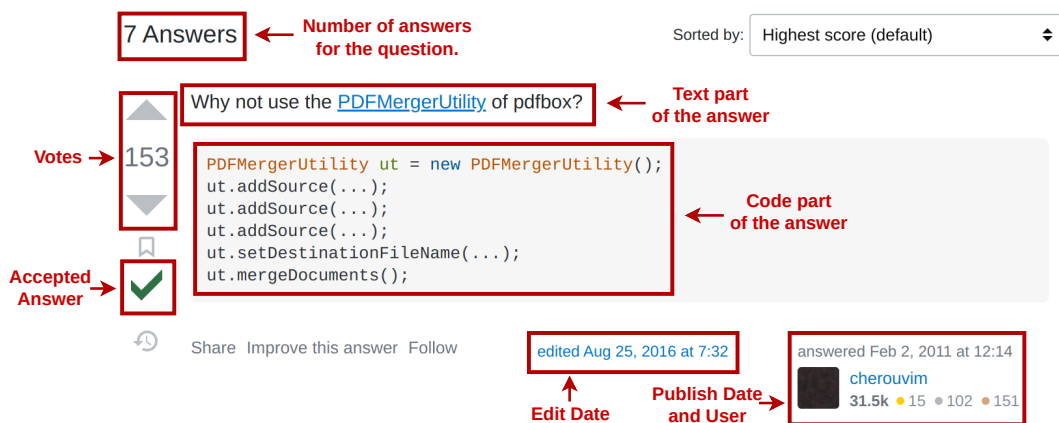 7 Answers
Number of answers
for the question.
Sorted by:
Highest score (default)
Why not use the PDFMergerUtility of pdfbox?
Text part
of the answer
Votes
153
PDFMergerUtility ut = new PDFMergerUtility();
ut.addSource(...);
ut.addSource(...);
ut.addSource(...);
ut.setDestinationFileName(...);
ut.mergeDocuments();
Code part
of the answer
Accepted
Answer
Share Improve this answer Follow
edited Aug 25, 2016 at 7:32
Edit Date
answered Feb 2, 2011 at 12:14
cherouvim
31.5k 15 102 151
Publish Date
and User